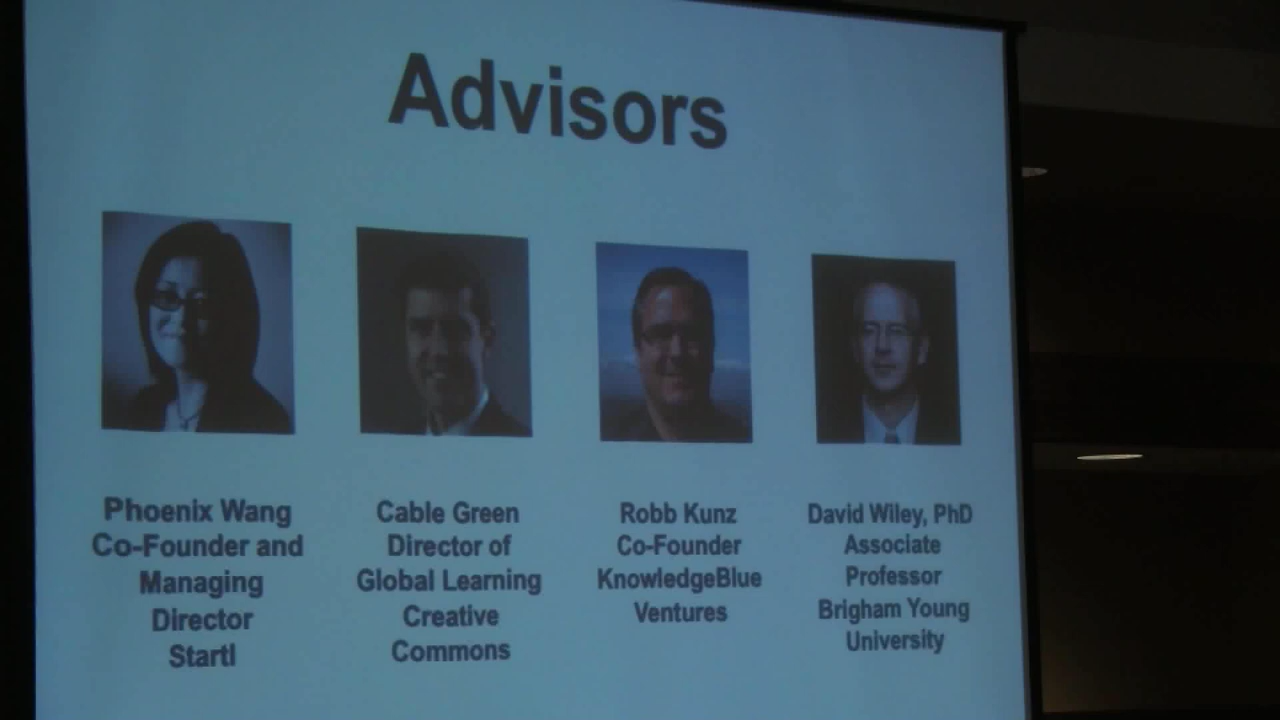 Advisors
Phoenix Wang
Co-Founder and
Managing
Director
Startl
Cable Green
Director of
Global Learning
Creative
Commons
Robb Kunz
Co-Founder
KnowledgeBlue
Ventures
David Wiley, PhD
Associate
Professor
Brigham Young
University